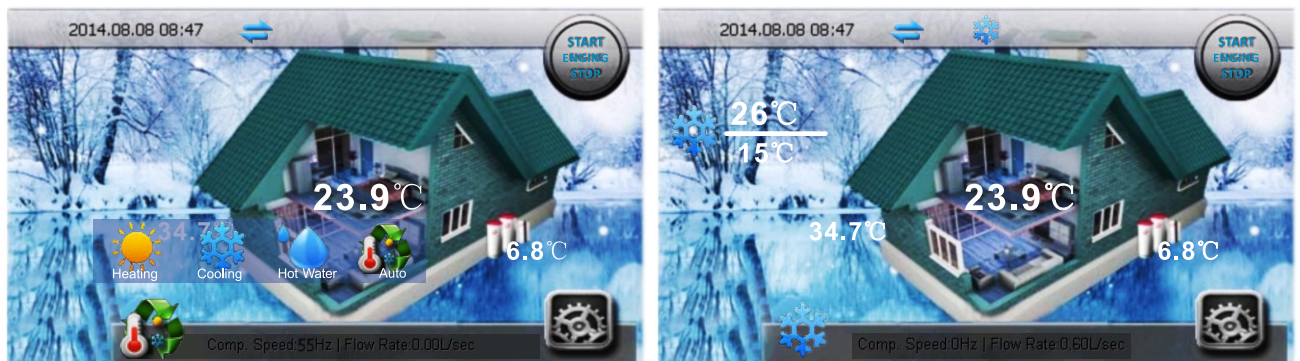 2014.08.08 08:47
START
ENGING
STOP
23.9℃
34.7℃
6.8℃
Heating
Cooling
Hot Water
Auto
Comp. Speed:55Hz | Flow Rate:0.00L/sec
2014.08.08 08:47
START
ENGING
STOP
26℃
15℃
23.9℃
34.7℃
6.8℃
Comp. Speed:0Hz | Flow Rate:0.60L/sec